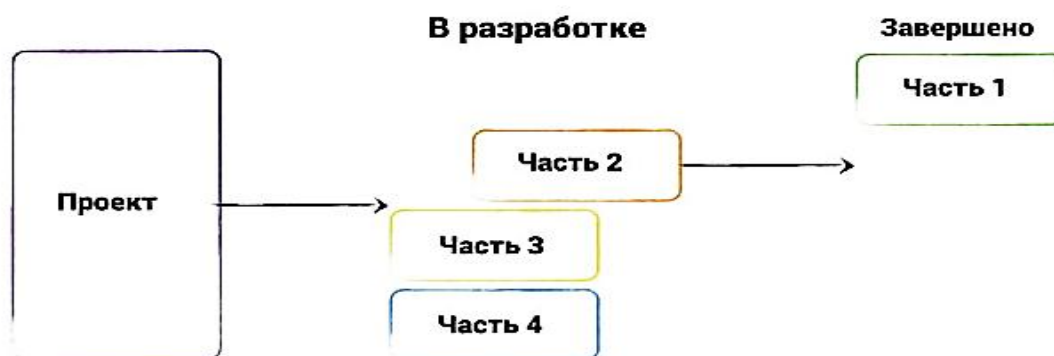 В разработке
Завершено
Часть 1
Часть 2
Проект
Часть 3
Часть 4